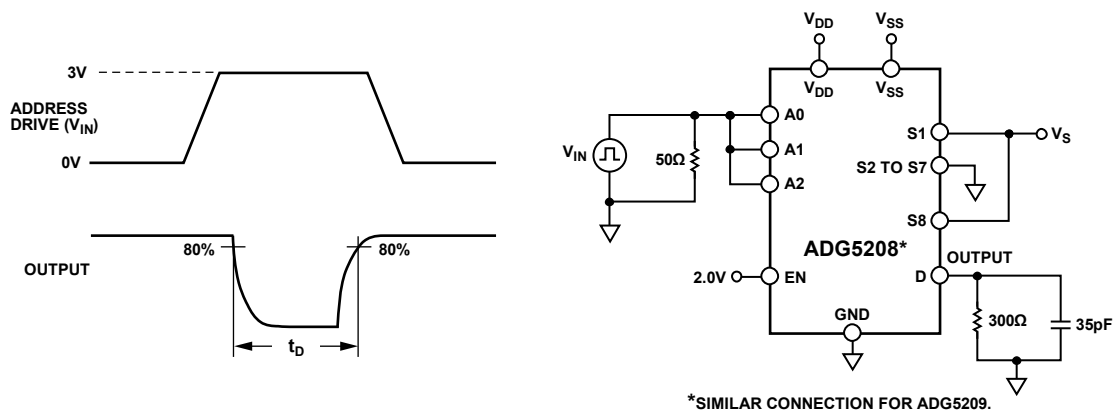 3V
ADDRESS
DRIVE (VIN)
0V
80%
80%
OUTPUT
tD
VDD
VSS
VDD
VSS
A0
A1
A2
VIN
50Ω
S1
VS
S2 TO S7
S8
ADG5208*
OUTPUT
2.0V
EN
D
GND
300Ω
35pF
*SIMILAR CONNECTION FOR ADG5209.